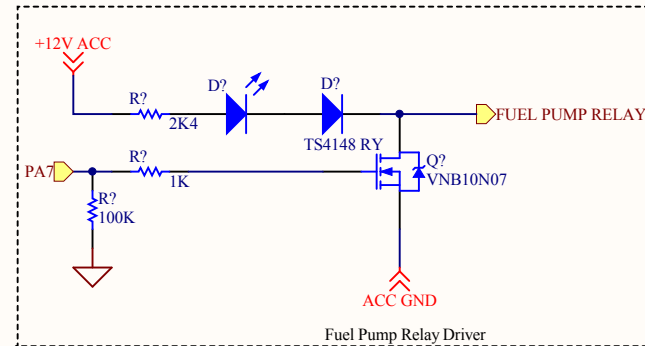 +12V ACC
R?
2K4
D?
D?
TS4148 RY
FUEL PUMP RELAY
PA7
R?
1K
R?
100K
Q?
VNB10N07
ACC GND
Fuel Pump Relay Driver